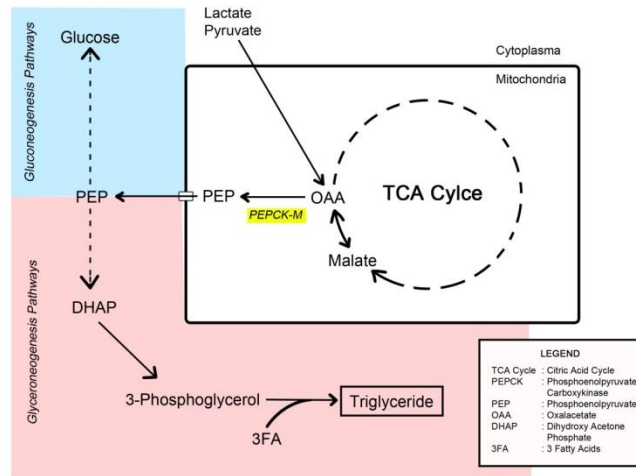 Lactate
Pyruvate
Glucose
Cytoplasma
Mitochondria
Gluconeogenesis Pathways
TCA Cylce
PEP
PEP
OAA
PEPCK-M
Malate
Glyceroneogenesis Pathways
DHAP
3-Phosphoglycerol
Triglyceride
3FA
LEGEND
TCA Cycle : Citric Acid Cycle
PEPCK : Phosphoenolpyruvate
Carboxykinase
PEP : Phosphoenolpyruvate
OAA : Oxalacetate
DHAP : Dihydroxy Acetone
Phosphate
3FA : 3 Fatty Acids